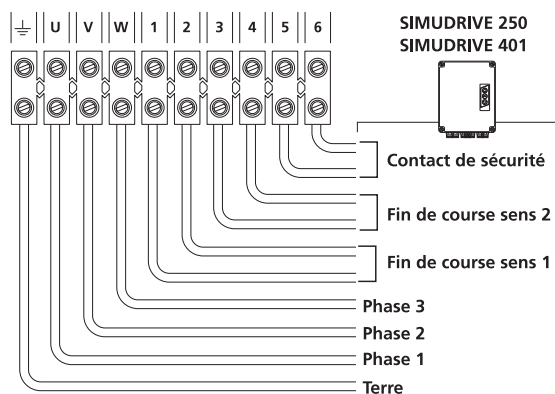 U V W 1 2 3 4 5 6
SIMUDRIVE 250
SIMUDRIVE 401
Contact de sécurité
Fin de course sens 2
Fin de course sens 1
Phase 3
Phase 2
Phase 1
Terre